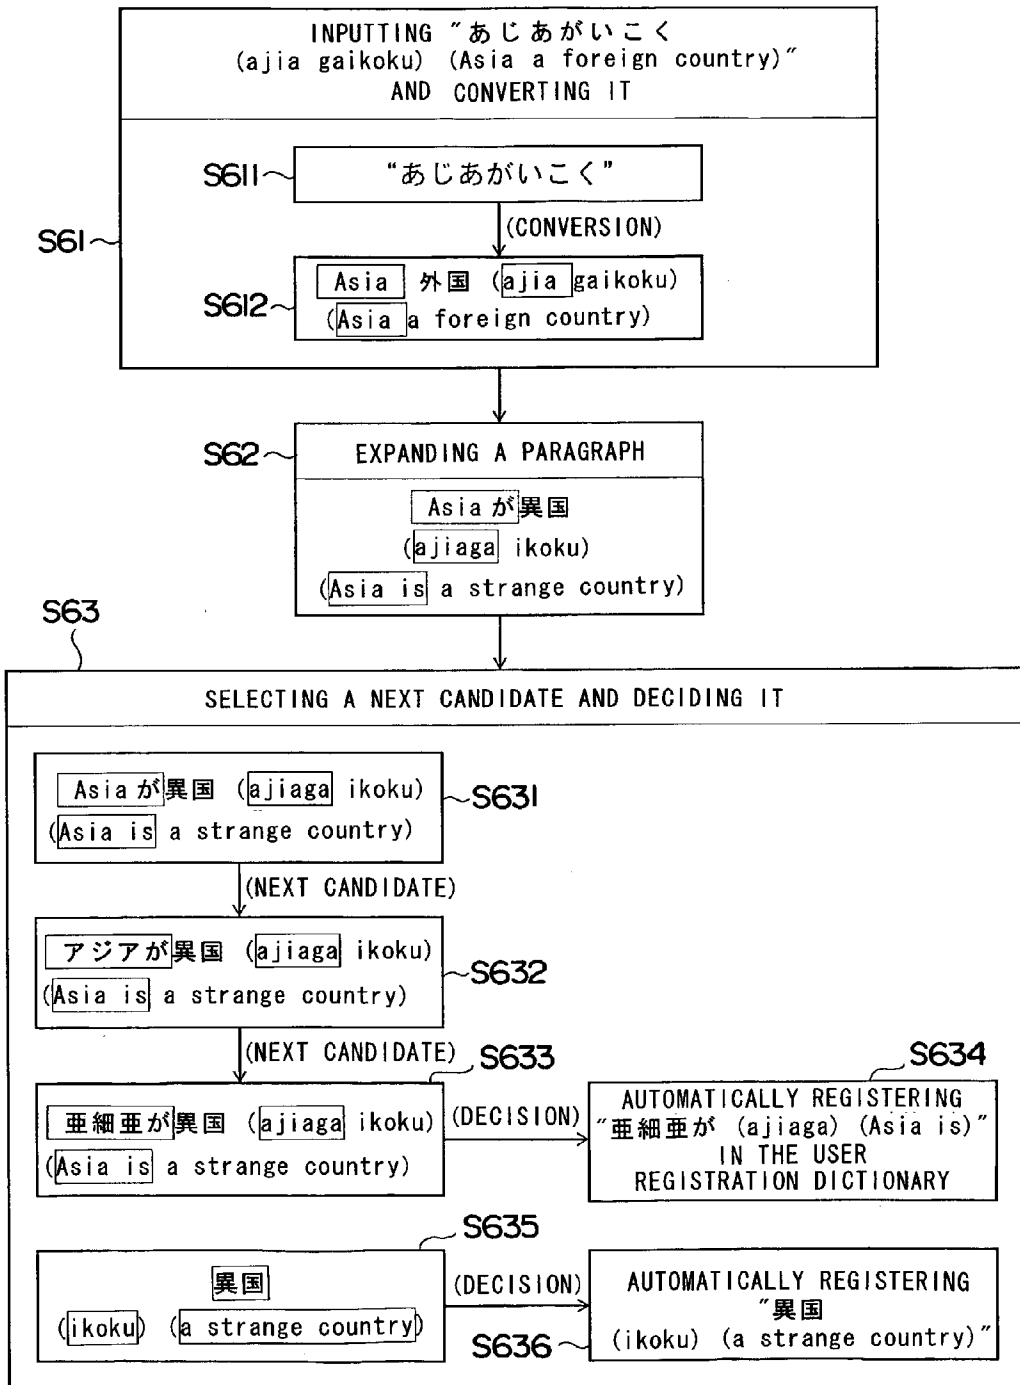 INPUTTING "あじあがいこく
(ajia gaikoku) (Asia a foreign country)"
AND CONVERTING IT
S611
"あじあがいこく"
S61
(CONVERSION)
S612
Asia 外国 (ajia gaikoku)
(Asia a foreign country)
S62
EXPANDING A PARAGRAPH
Asiaが異国
(ajiaga ikoku)
(Asia is a strange country)
S63
SELECTING A NEXT CANDIDATE AND DECIDING IT
Asiaが異国 (ajiaga ikoku)
(Asia is a strange country)
S631
(NEXT CANDIDATE)
アジアが異国 (ajiaga ikoku)
(Asia is a strange country)
S632
(NEXT CANDIDATE)
S633
亜細亜が異国 (ajiaga ikoku)
(Asia is a strange country)
(DECISION)
S634
AUTOMATICALLY REGISTERING
"亜細亜が (ajiaga) (Asia is)"
IN THE USER
REGISTRATION DICTIONARY
S635
異国
(ikoku) (a strange country)
(DECISION)
S636
AUTOMATICALLY REGISTERING
"異国
(ikoku) (a strange country)"